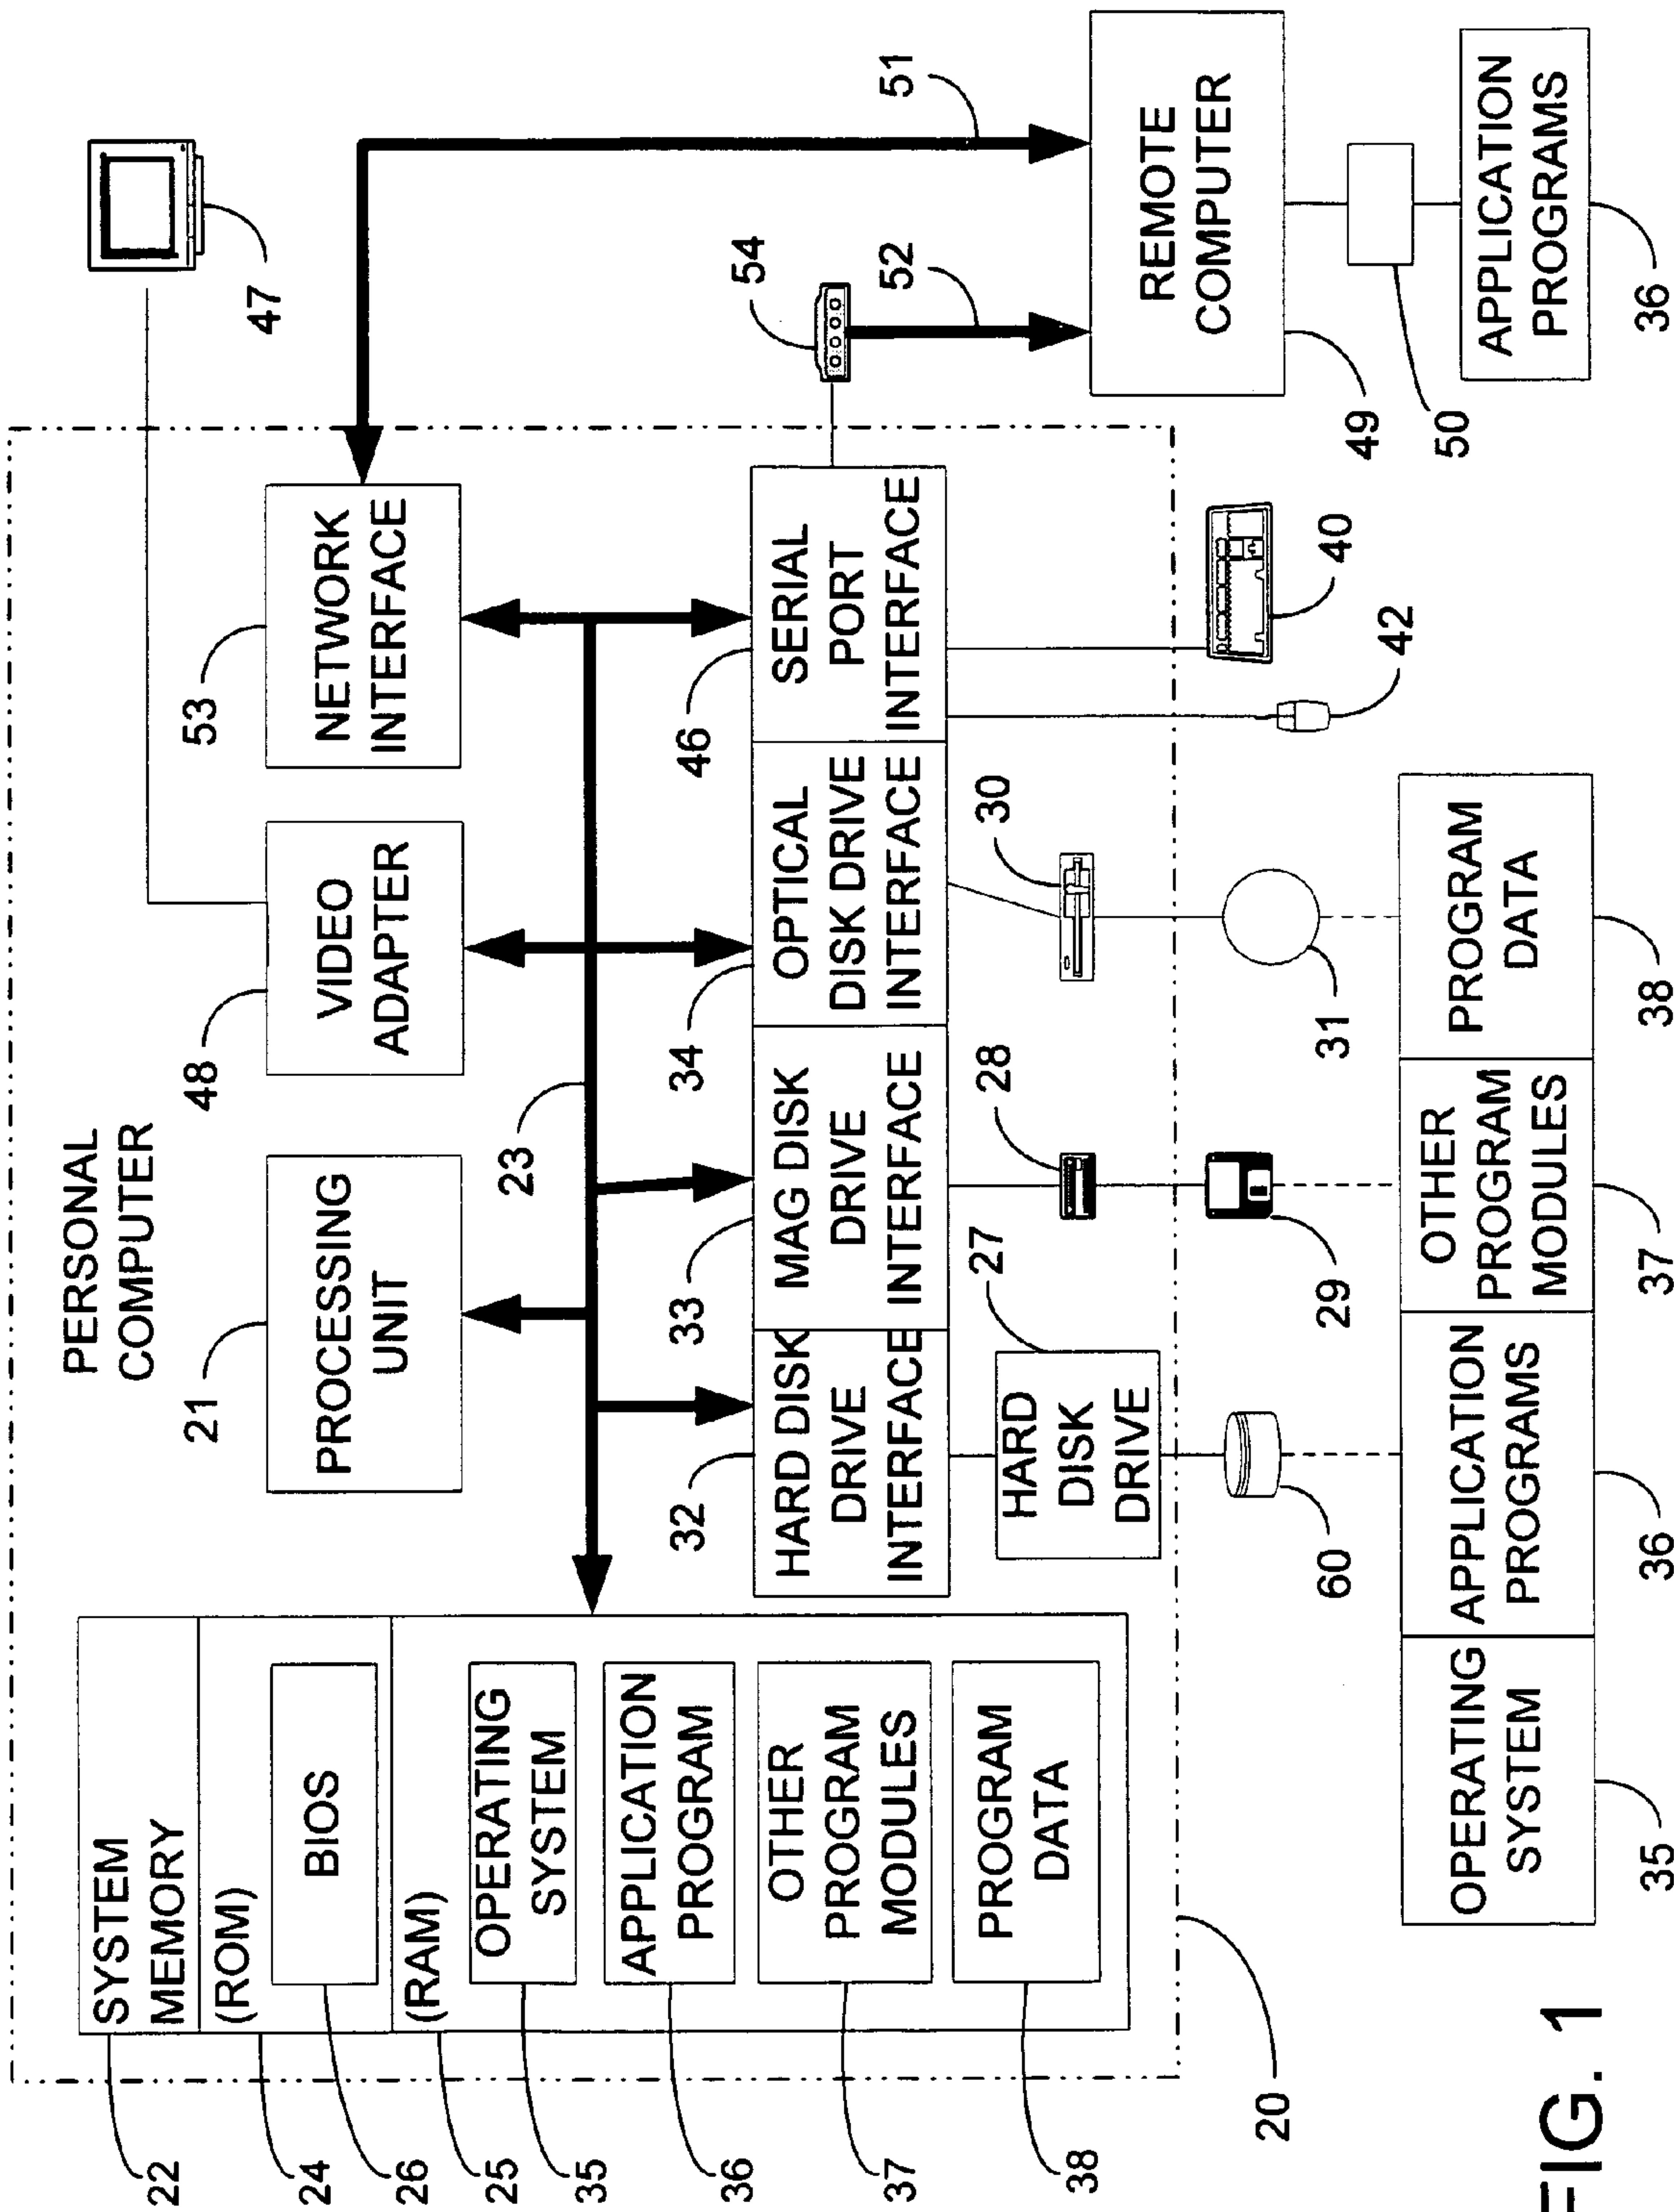 PERSONAL
COMPUTER
47
22
SYSTEM
MEMORY
24
(ROM)
26
BIOS
25
(RAM)
35
OPERATING
SYSTEM
36
APPLICATION
PROGRAM
37
OTHER
PROGRAM
MODULES
38
PROGRAM
DATA
21
PROCESSING
UNIT
48
VIDEO
ADAPTER
53
NETWORK
INTERFACE
23
32
HARD DISK
DRIVE
INTERFACE
33
MAG DISK
DRIVE
INTERFACE
34
OPTICAL
DISK DRIVE
INTERFACE
46
SERIAL
PORT
INTERFACE
54
52
51
HARD
DISK
DRIVE
27
28
30
20
60
29
31
42
40
REMOTE
COMPUTER
49
50
APPLICATION
PROGRAMS
36
OPERATING
SYSTEM
35
APPLICATION
PROGRAMS
36
OTHER
PROGRAM
MODULES
37
PROGRAM
DATA
38
FIG. 1